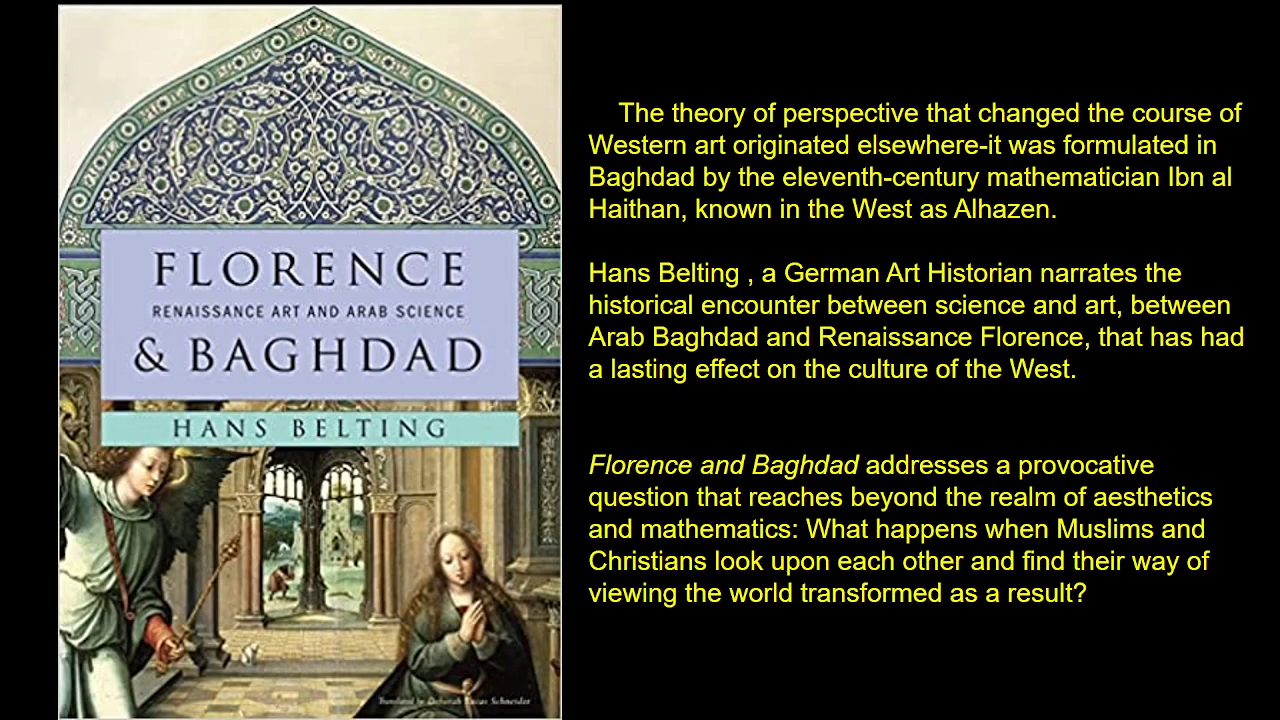 FLORENCE
RENAISSANCE ART AND ARAB SCIENCE
& BAGHDAD
HANS BELTING
Translated by Deborah Lucas Schneider
The theory of perspective that changed the course of
Western art originated elsewhere-it was formulated in
Baghdad by the eleventh-century mathematician Ibn al
Haithan, known in the West as Alhazen.
Hans Belting , a German Art Historian narrates the
historical encounter between science and art, between
Arab Baghdad and Renaissance Florence, that has had
a lasting effect on the culture of the West.
Florence and Baghdad addresses a provocative
question that reaches beyond the realm of aesthetics
and mathematics: What happens when Muslims and
Christians look upon each other and find their way of
viewing the world transformed as a result?